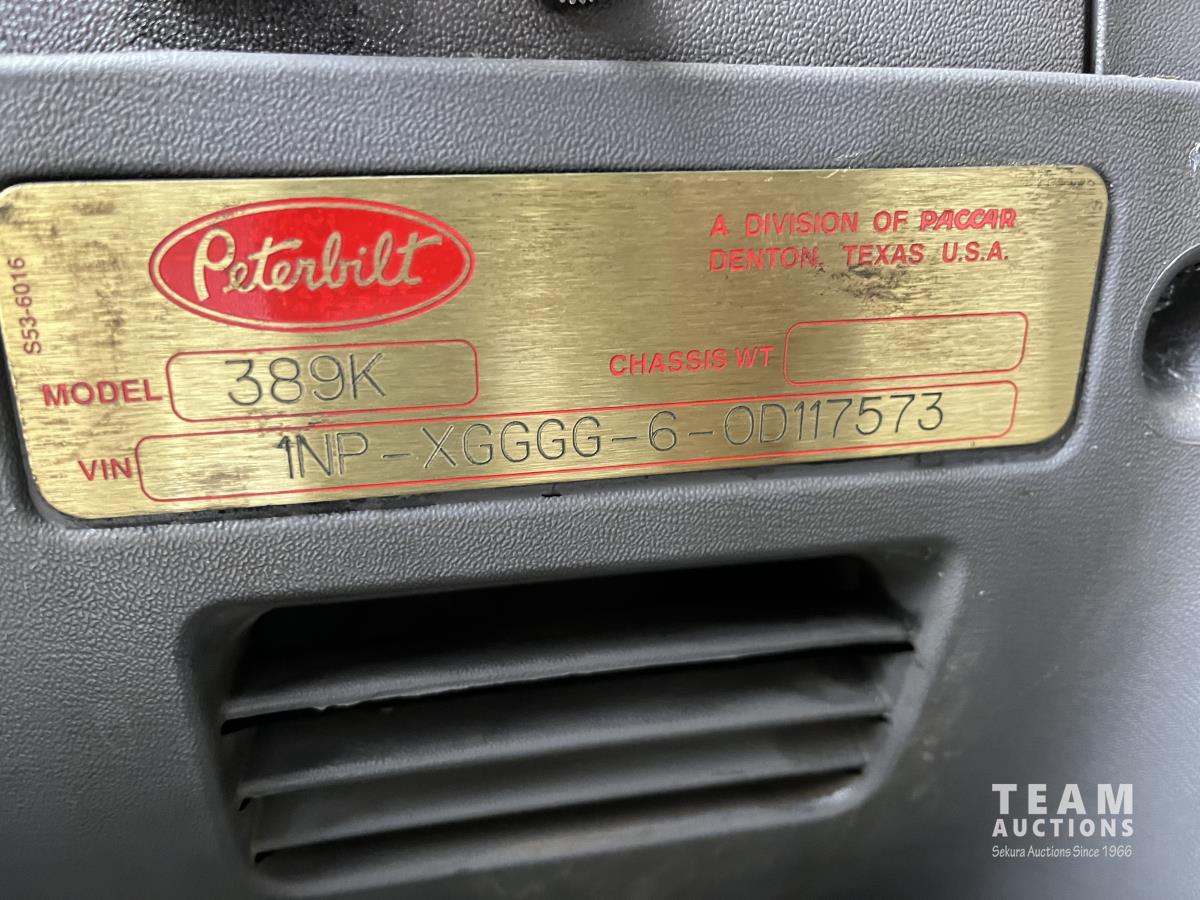 Peterbilt
A DIVISION OF PACCAR
DENTON, TEXAS U.S.A.
S53-6016
MODEL 389K
CHASSIS WT
VIN 1NP-XGGGG-6-0D117573
TEAM
AUCTIONS
Sekura Auctions Since 1966